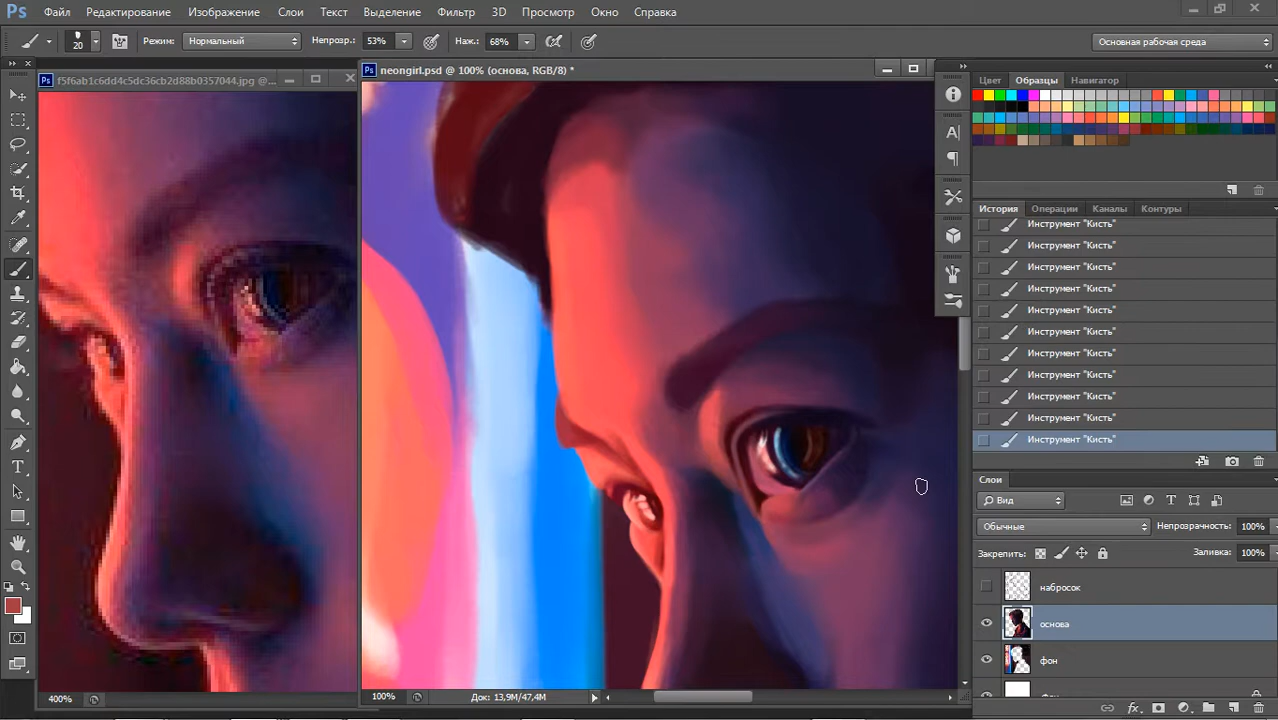 Ps Файл Редактирование Изображение Слои Текст Выделение Фильтр 3D Просмотр Окно Справка
20 Режим: Нормальный Непрозр.: 53% Наж.: 68% Основная рабочая среда
Ps f5f6ab1c6dd4c5dc36cb2d88b0357044.jpg @...
Ps neongirl.psd @ 100% (основа, RGB/8) *
Цвет Образцы Навигатор
История Операции Каналы Контуры
Инструмент "Кисть"
Инструмент "Кисть"
Инструмент "Кисть"
Инструмент "Кисть"
Инструмент "Кисть"
Инструмент "Кисть"
Инструмент "Кисть"
Инструмент "Кисть"
Инструмент "Кисть"
Инструмент "Кисть"
Инструмент "Кисть"
Слои
Вид
Обычные Непрозрачность: 100%
Закрепить: Заливка: 100%
набросок
основа
фон
400%
100% Док: 13,9M/47,4M